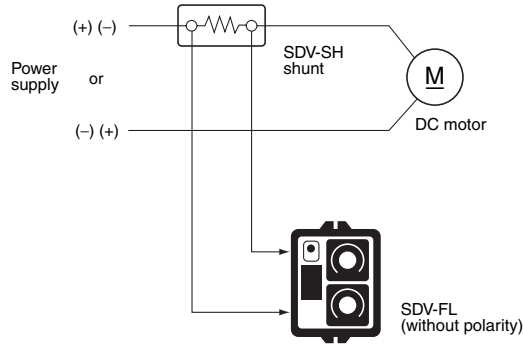 (+) (−)
SDV-SH
shunt
Power
supply
or
M
DC motor
(−) (+)
SDV-FL
(without polarity)